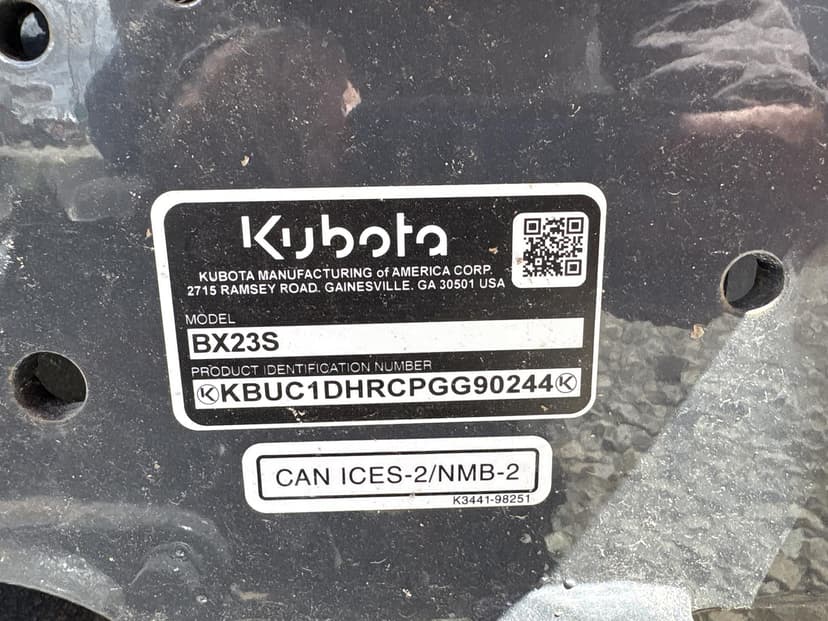 Kubota
KUBOTA MANUFACTURING of AMERICA CORP.
2715 RAMSEY ROAD. GAINESVILLE. GA 30501 USA
MODEL
BX23S
PRODUCT IDENTIFICATION NUMBER
KBUC1DHRCPGG90244
CAN ICES-2/NMB-2
K3441-98251